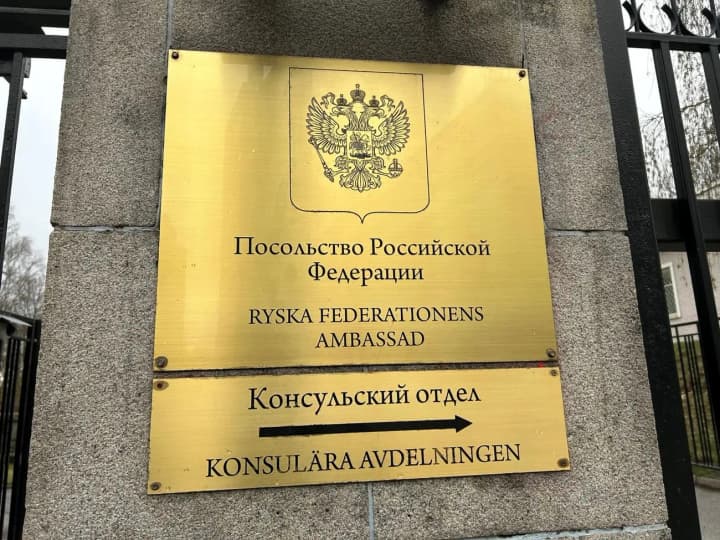 Посольство Российской
Федерации
RYSKA FEDERATIONENS
AMBASSAD
Консульский отдел
KONSULÄRA AVDELNINGEN